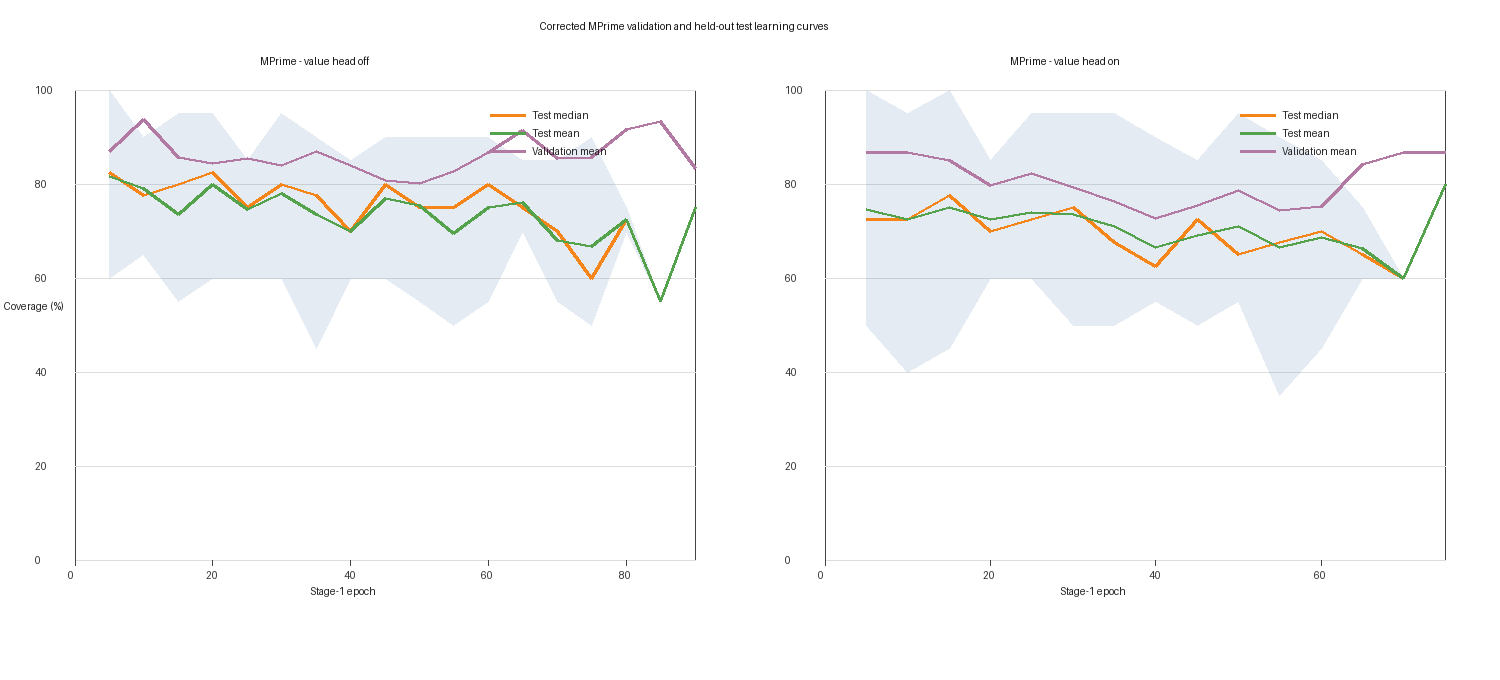 Corrected MPrime validation and held-out test learning curves
MPrime - value head off
100
80
60
40
20
0
Coverage (%)
0
20
40
60
80
Stage-1 epoch
Test median
Test mean
Validation mean
MPrime - value head on
100
80
60
40
20
0
0
20
40
60
Stage-1 epoch
Test median
Test mean
Validation mean